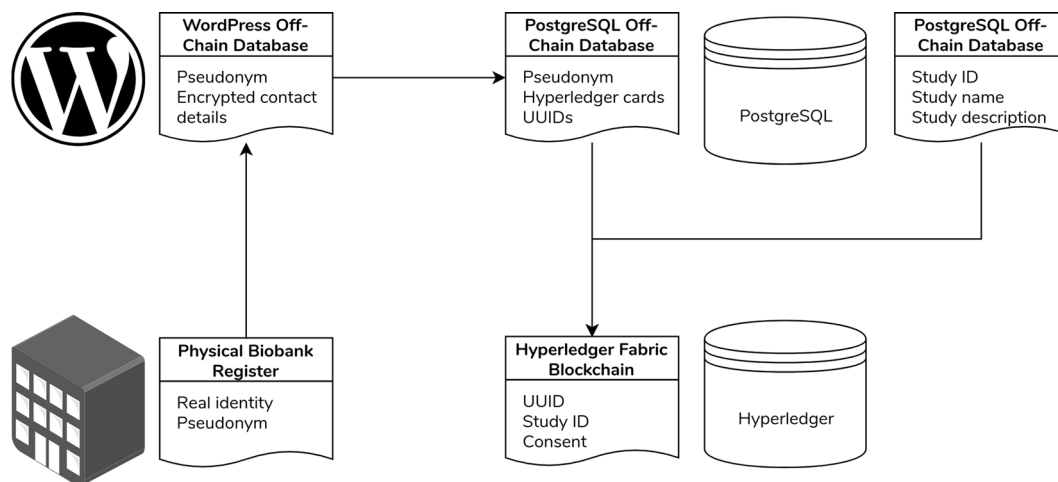 WordPress Off-
Chain Database
Pseudonym
Encrypted contact
details
PostgreSQL Off-
Chain Database
Pseudonym
Hyperledger cards
UUIDs
PostgreSQL
PostgreSQL Off-
Chain Database
Study ID
Study name
Study description
Physical Biobank
Register
Real identity
Pseudonym
Hyperledger Fabric
Blockchain
UUID
Study ID
Consent
Hyperledger